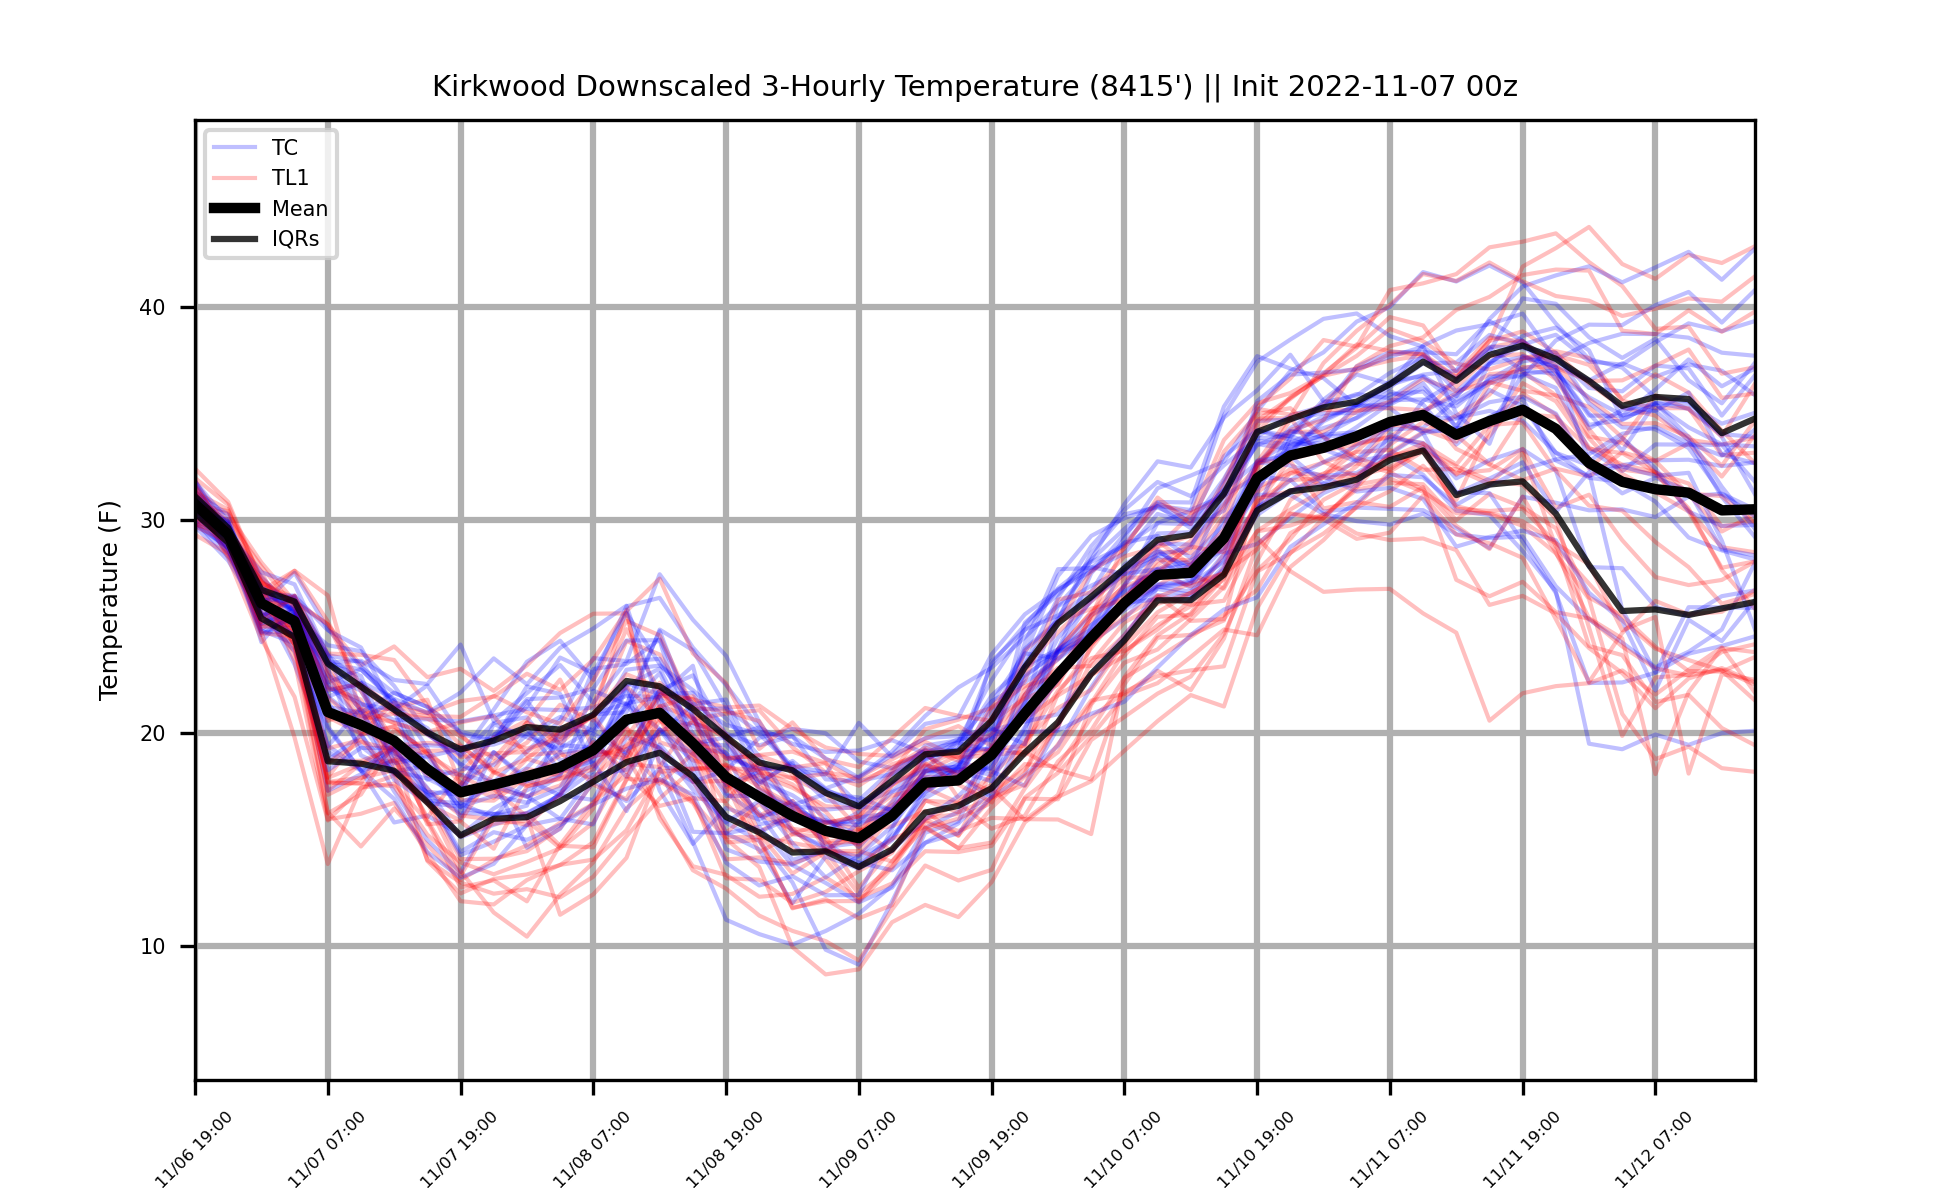 Kirkwood Downscaled 3-Hourly Temperature (8415') || Init 2022-11-07 00z
TC
TL1
Mean
IQRs
Temperature (F)
40
30
20
10
11/06 19:00
11/07 07:00
11/07 19:00
11/08 07:00
11/08 19:00
11/09 07:00
11/09 19:00
11/10 07:00
11/10 19:00
11/11 07:00
11/11 19:00
11/12 07:00